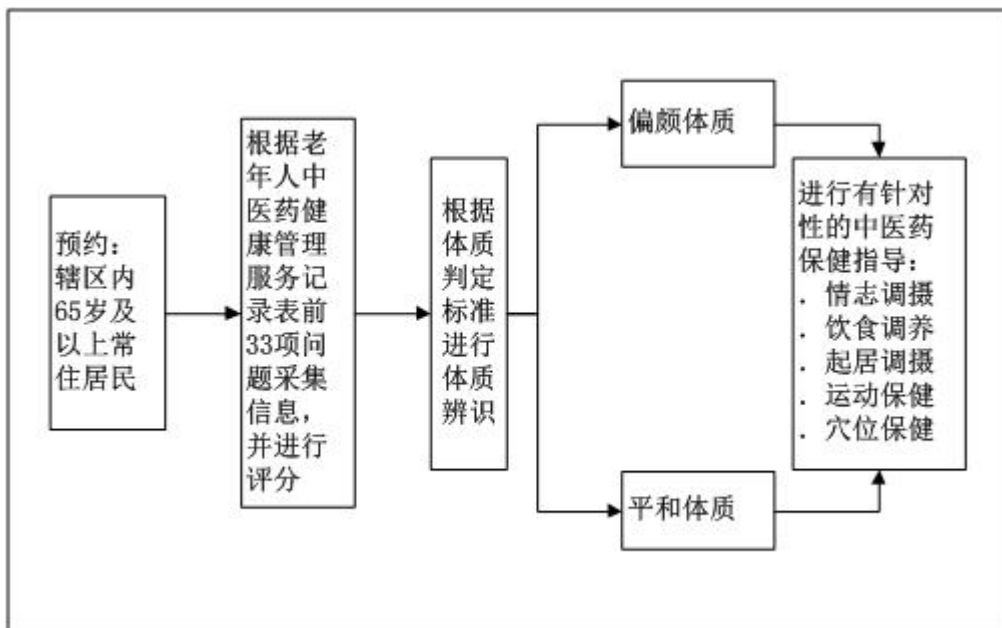 预约：
辖区内
65岁及
以上常
住居民
根据老
年人中
医药健
康管理
服务记
录表前
33项问
题采集
信息，
并进行
评分
根据
体质
判定
标准
进行
体质
辨识
偏颇体质
平和体质
进行有针对
性的中医药
保健指导：
．情志调摄
．饮食调养
．起居调摄
．运动保健
．穴位保健